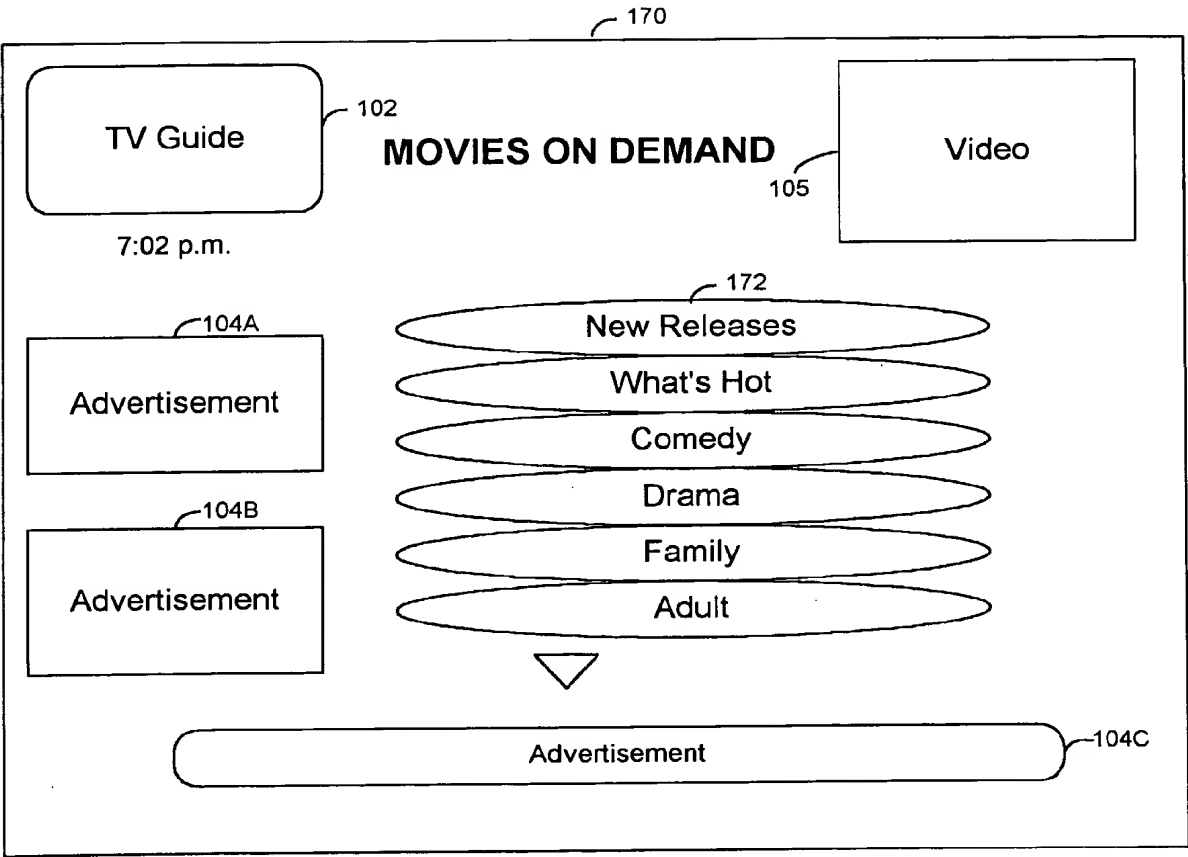 170
TV Guide
102
MOVIES ON DEMAND
105
Video
7:02 p.m.
172
104A
Advertisement
New Releases
What's Hot
Comedy
Drama
Family
Adult
104B
Advertisement
Advertisement
104C